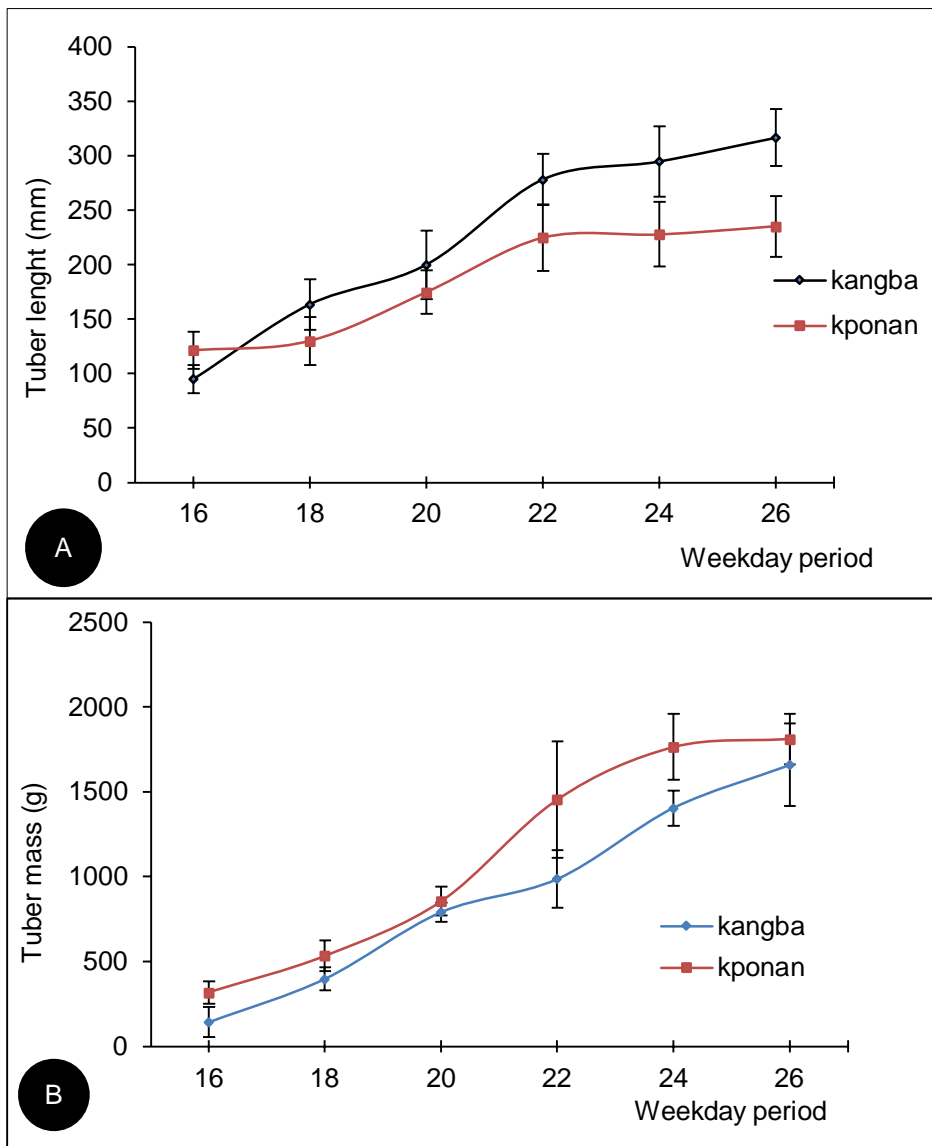 400
350
300
250
200
150
100
50
0
Tuber lenght (mm)
kangba
kponan
16 18 20 22 24 26
Weekday period
A
2500
2000
1500
1000
500
0
Tuber mass (g)
kangba
kponan
16 18 20 22 24 26
Weekday period
B